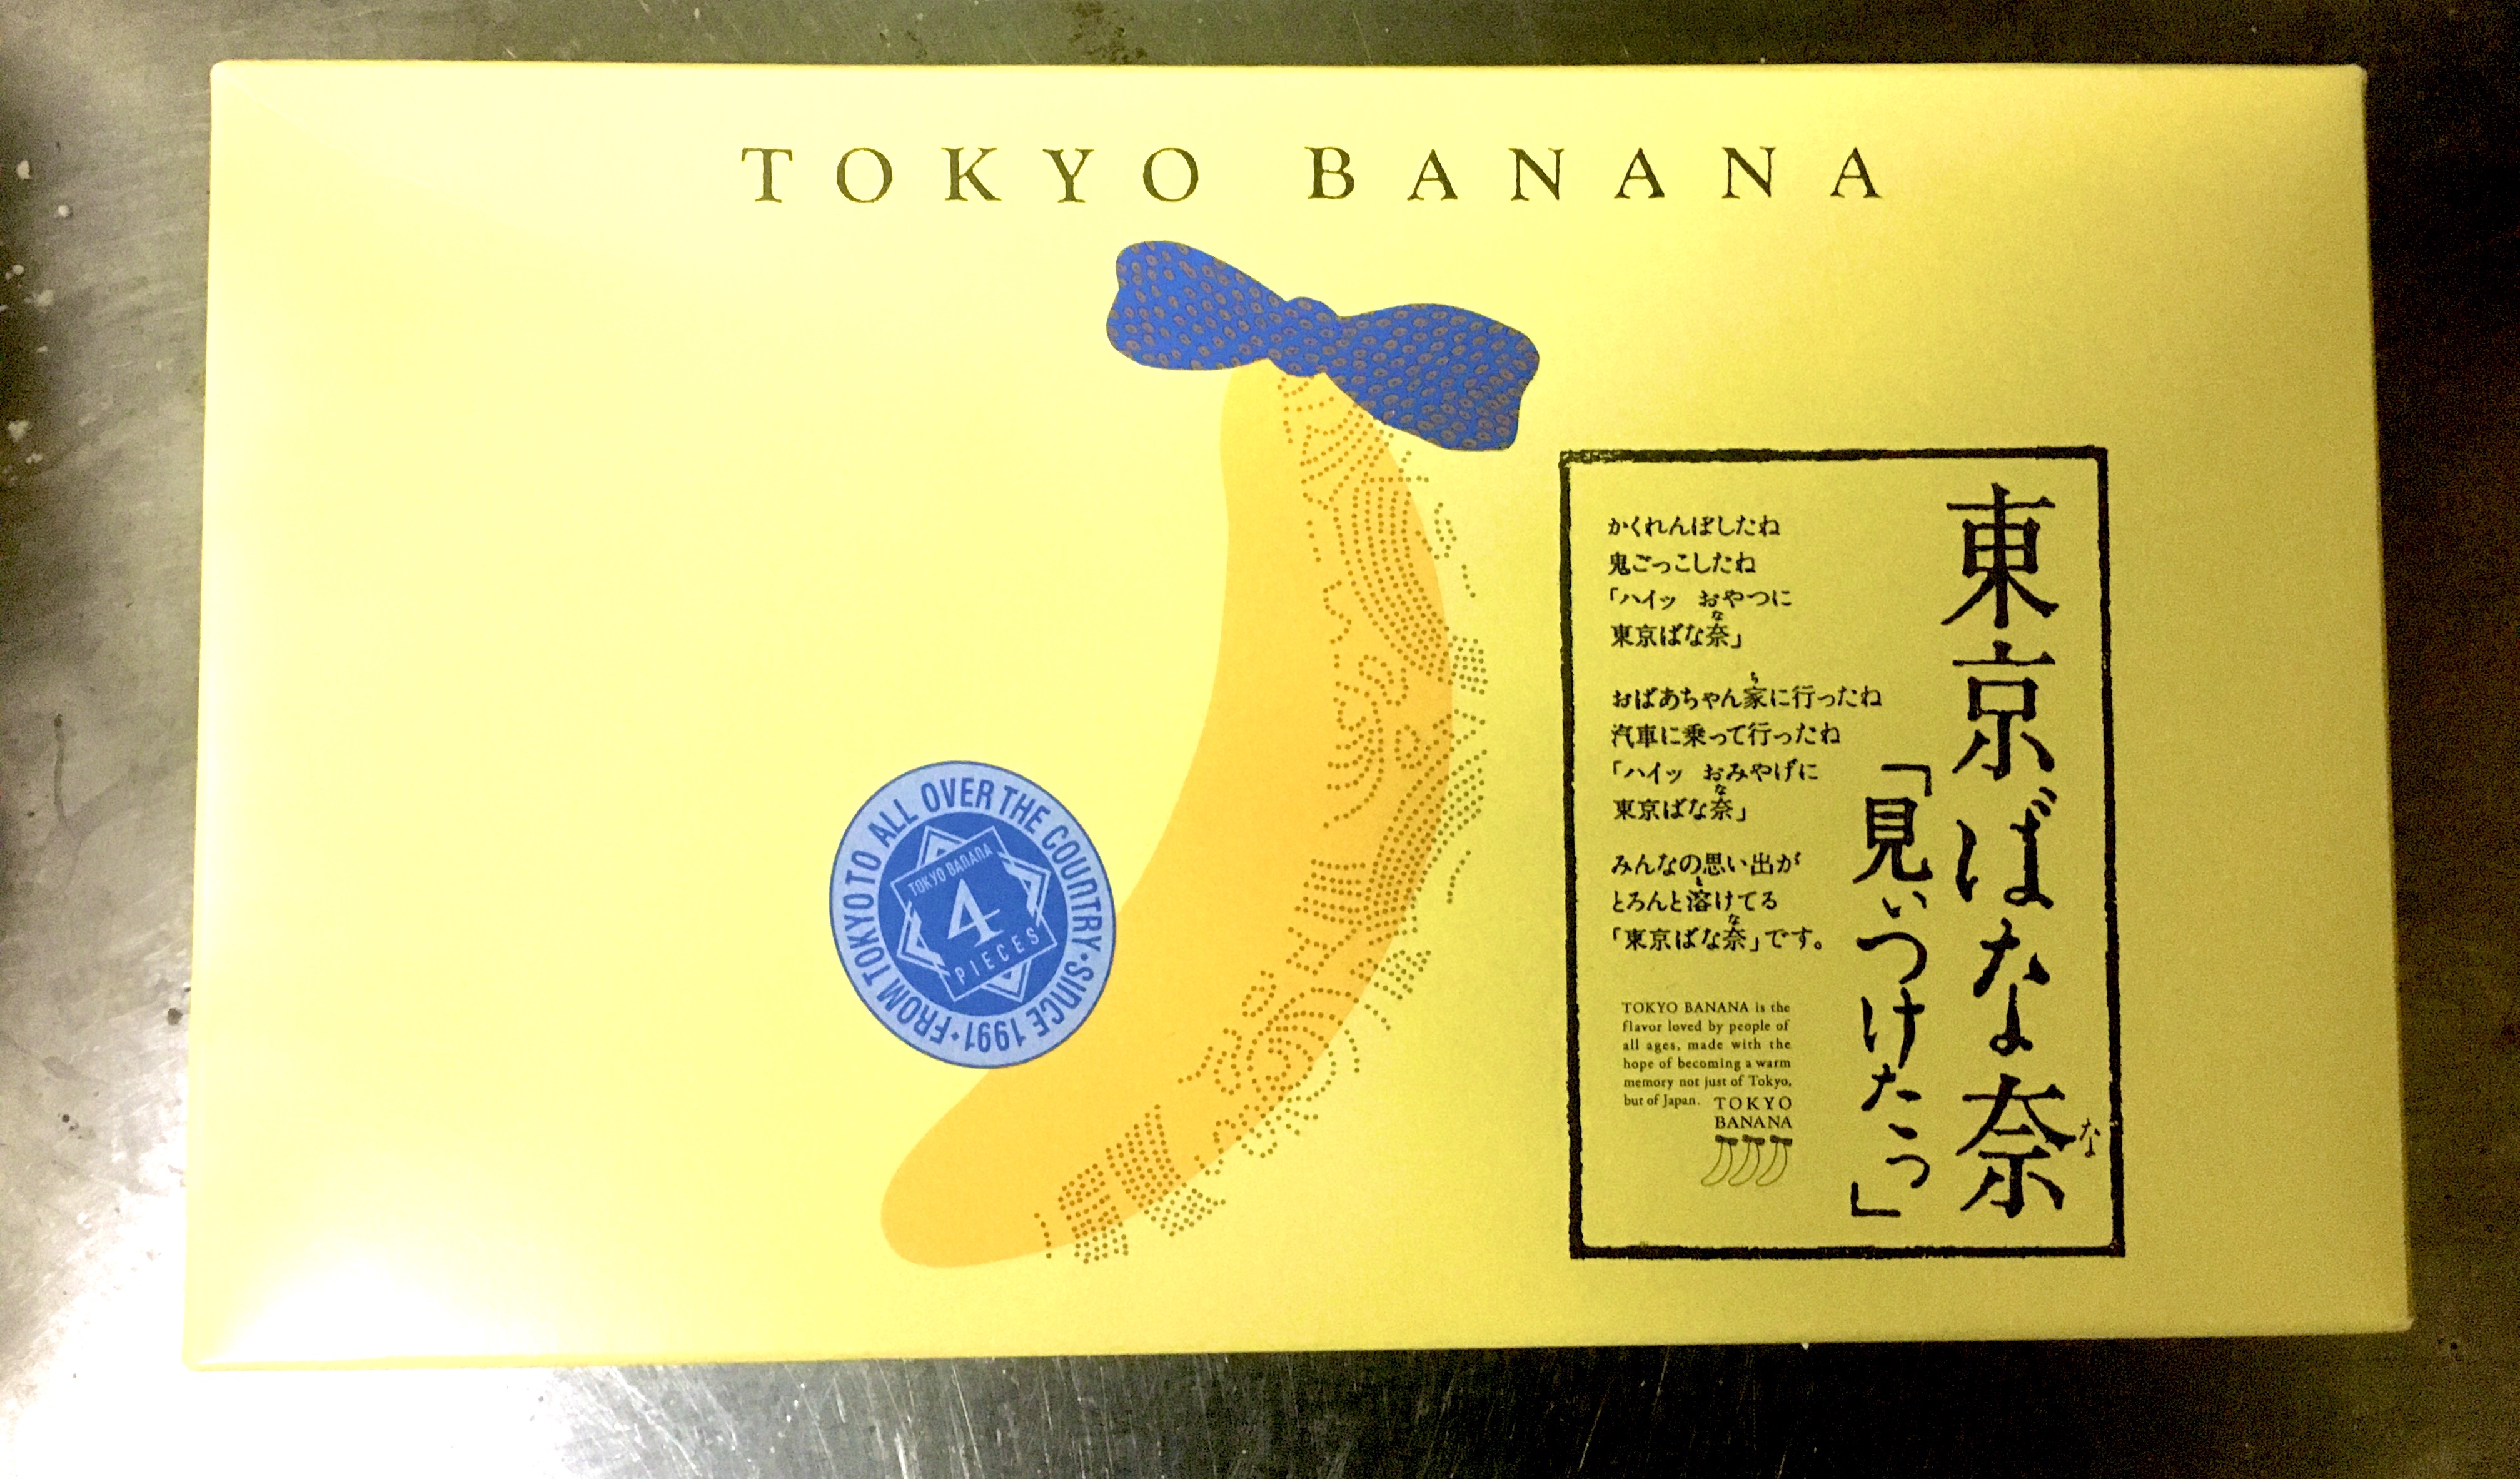 TOKYO BANANA
東京ばな奈
な
「見ぃつけたっ」
かくれんぼしたね
鬼ごっこしたね
「ハイッ おやつに
な
東京ばな奈」
ち
おばあちゃん家に行ったね
汽車に乗って行ったね
「ハイッ おみやげに
な
東京ばな奈」
みんなの思い出が
と
とろんと溶けてる
な
「東京ばな奈」です。
TOKYO BANANA is the
flavor loved by people of
all ages, made with the
hope of becoming a warm
memory not just of Tokyo,
but of Japan.
TOKYO
BANANA
FROM TOKYO TO ALL OVER THE COUNTRY・SINCE 1991・
TOKYO BANANA
4
PIECES